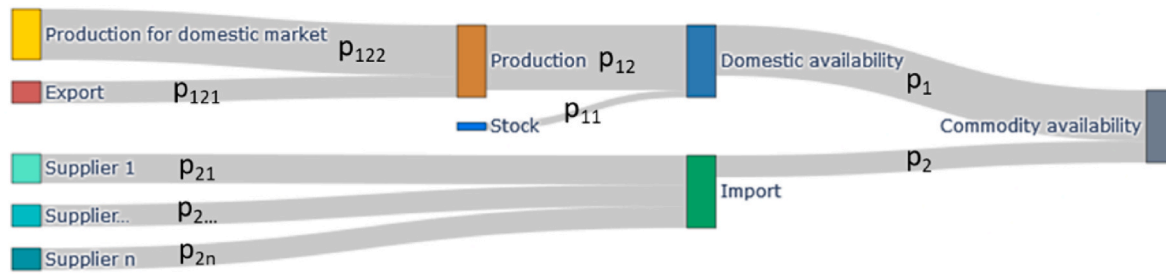 Production for domestic market
p122
Production
p12
Domestic availability
p1
Export
p121
Stock
p11
Commodity availability
Supplier 1
p21
p2
Import
Supplier...
p2...
Supplier n
p2n